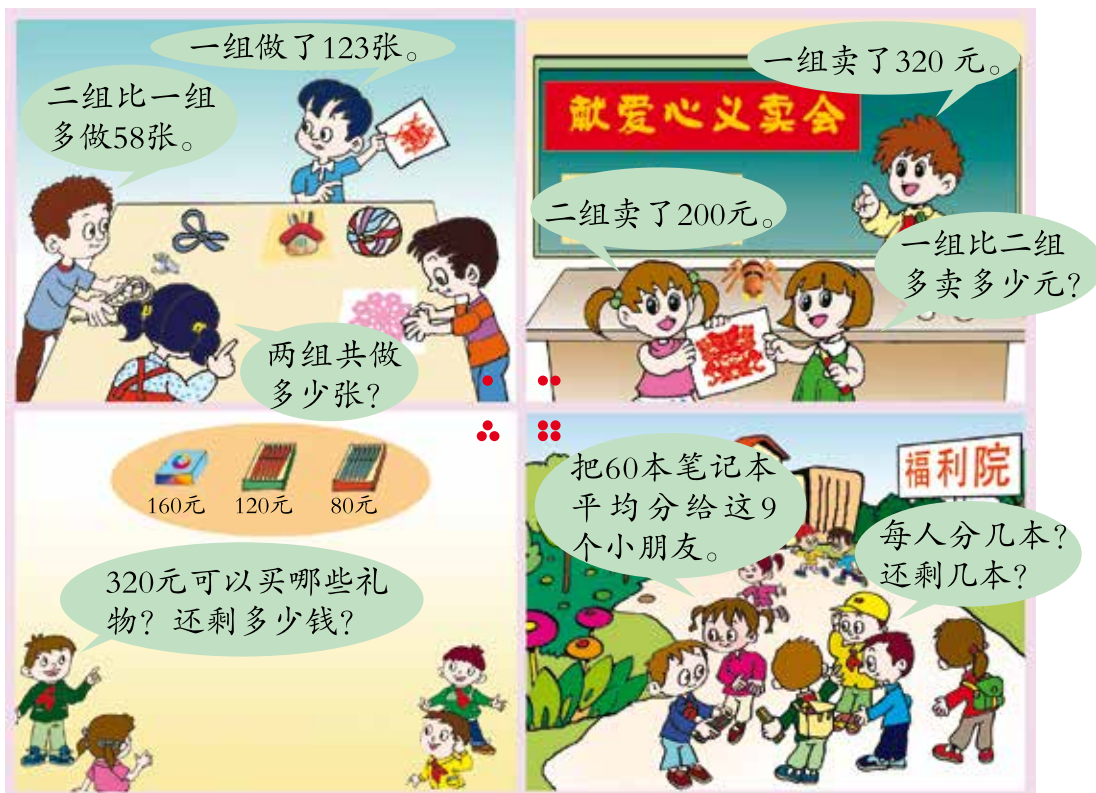 一组做了123张。
二组比一组
多做58张。
两组共做
多少张？
一组卖了320元。
献爱心义卖会
二组卖了200元。
一组比二组
多卖多少元？
160元
120元
80元
320元可以买哪些礼
物？还剩多少钱？
把60本笔记本
平均分给这9
个小朋友。
福利院
每人分几本？
还剩几本？